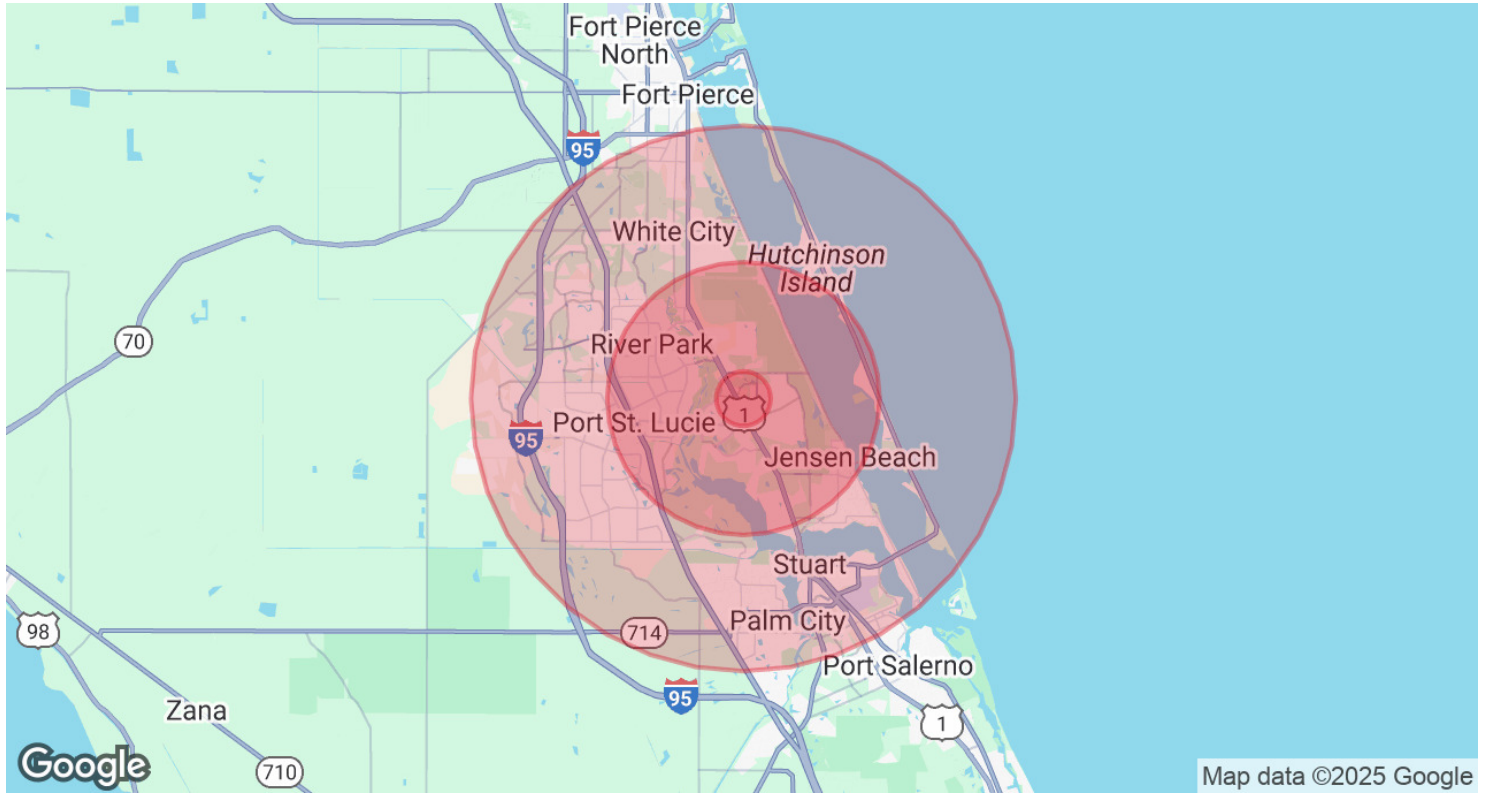 Fort Pierce
North
Fort Pierce
95
White City
Hutchinson
Island
70
River Park
1
Port St. Lucie
95
Jensen Beach
Stuart
98
714
Palm City
Port Salerno
95
Zana
1
710
Google
Map data ©2025 Google